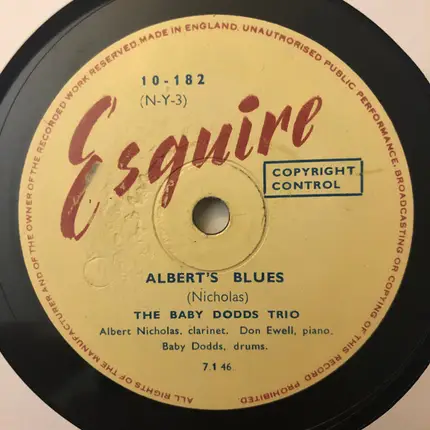 10-182
(N-Y-3)
Esquire
COPYRIGHT
CONTROL
ALBERT'S BLUES
(Nicholas)
THE BABY DODDS TRIO
Albert Nicholas, clarinet. Don Ewell, piano.
Baby Dodds, drums.
7.1 46.
ALL RIGHTS OF THE MANUFACTURER AND OF THE OWNER OF THE RECORDED WORK RESERVED. MADE IN ENGLAND. UNAUTHORISED PUBLIC PERFORMANCE. BROADCASTING OR COPYING OF THIS RECORD PROHIBITED